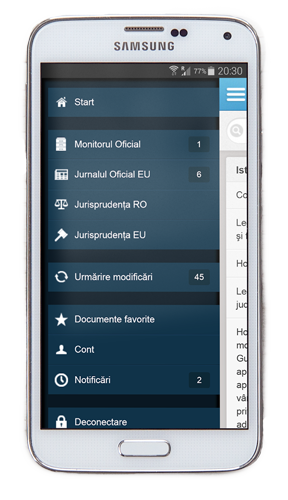 SAMSUNG
77% 20:30
Start
Monitorul Oficial 1
Jurnalul Oficial EU 6
Jurisprudența RO
Jurisprudența EU
Urmărire modificări 45
Documente favorite
Cont
Notificări 2
Deconectare
Ist
Co
Le
și f
Ho
Le
jud
Ho
mo
Gu
ap
ap
vân
pri
ad